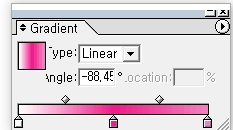 Gradient
Type: Linear
Angle: -88,45 ° Location: %